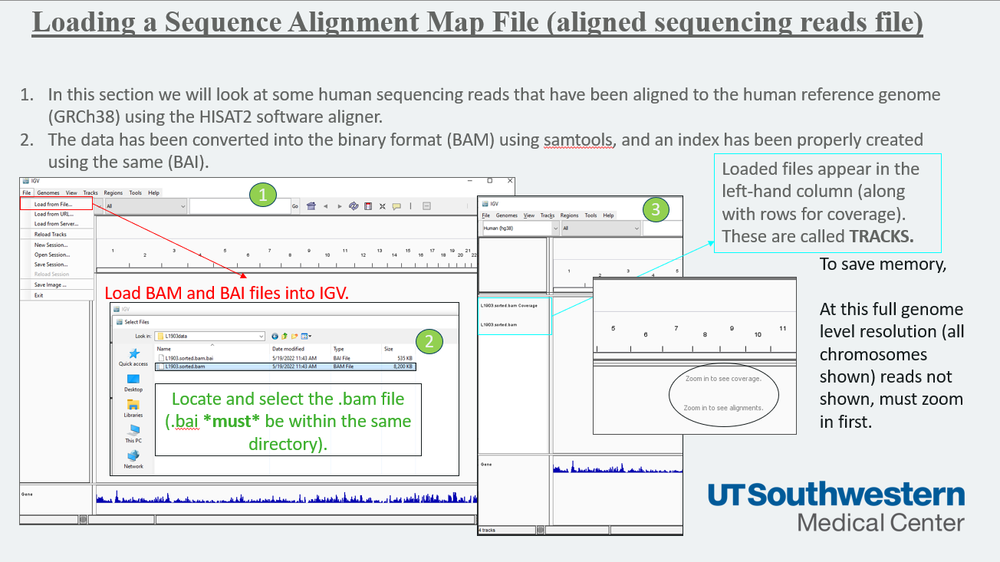 Loading a Sequence Alignment Map File (aligned sequencing reads file)
1. In this section we will look at some human sequencing reads that have been aligned to the human reference genome
(GRCh38) using the HISAT2 software aligner.
2. The data has been converted into the binary format (BAM) using samtools, and an index has been properly created
using the same (BAI).
IGV
File Genomes View Tracks Regions Tools Help
1
All
Go
Load from File...
Load from URL...
Load from Server...
Reload Tracks
New Session...
Open Session...
Save Session...
Reload Session
Save Image ...
Exit
1 2 3 4 5 6 7 8 9 10 11 12 13 14 15 16 17 18 19 20 21 22
Load BAM and BAI files into IGV.
IGV
Select Files
2
Look in: L1903data
Name Date modified Type Size
L1903.sorted.bam.bai 5/19/2022 11:43 AM BAI File 535 KB
L1903.sorted.bam 5/19/2022 11:43 AM BAM File 8,200 KB
Quick access
Desktop
Libraries
This PC
Network
Locate and select the .bam file
(.bai *must* be within the same
directory).
Gene
IGV
3
File Genomes View Tracks Regions Tools Help
Human (hg38) All
1 2 3 5
L1903.sorted.bam Coverage
L1903.sorted.bam
Gene
4 tracks
5 6 7 8 9 10 11
Zoom in to see coverage.
Zoom in to see alignments.
Loaded files appear in the
left-hand column (along
with rows for coverage).
These are called TRACKS.
To save memory,
At this full genome
level resolution (all
chromosomes
shown) reads not
shown, must zoom
in first.
UTSouthwestern
Medical Center